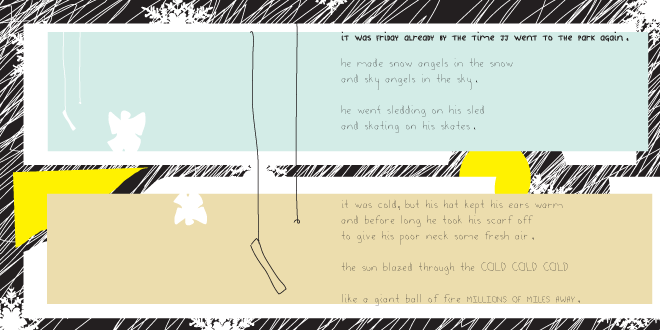 it was friday already by the time JJ went to the park again.
he made snow angels in the snow
and sky angels in the sky.
he went sledding on his sled
and skating on his skates.
it was cold, but his hat kept his ears warm
and before long he took his scarf off
to give his poor neck some fresh air.
the sun blazed through the COLD COLD COLD
like a giant ball of fire MILLIONS OF MILES AWAY.